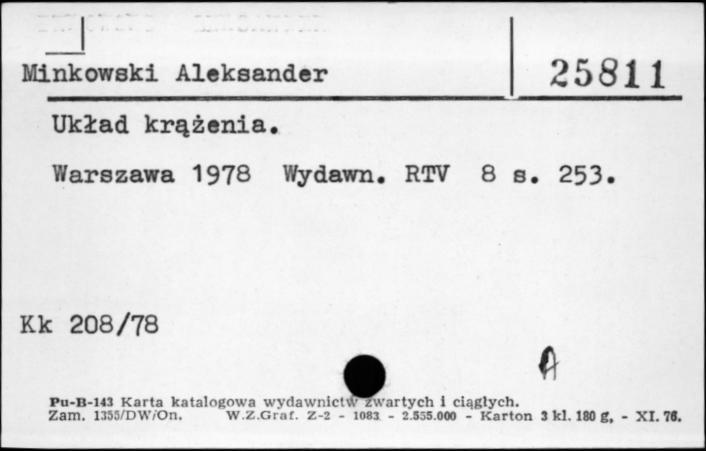 Minkowski Aleksander 25811
Układ krążenia.
Warszawa 1978 Wydawn. RTV 8 s. 253.
Kk 208/78
A
Pu-B-143 Karta katalogowa wydawnictw zwartych i ciągłych.
Zam. 1355/DW/On. W.Z.Graf. Z-2 - 1083 - 2.555.000 - Karton 3 kl. 180 g, - XI. 76.